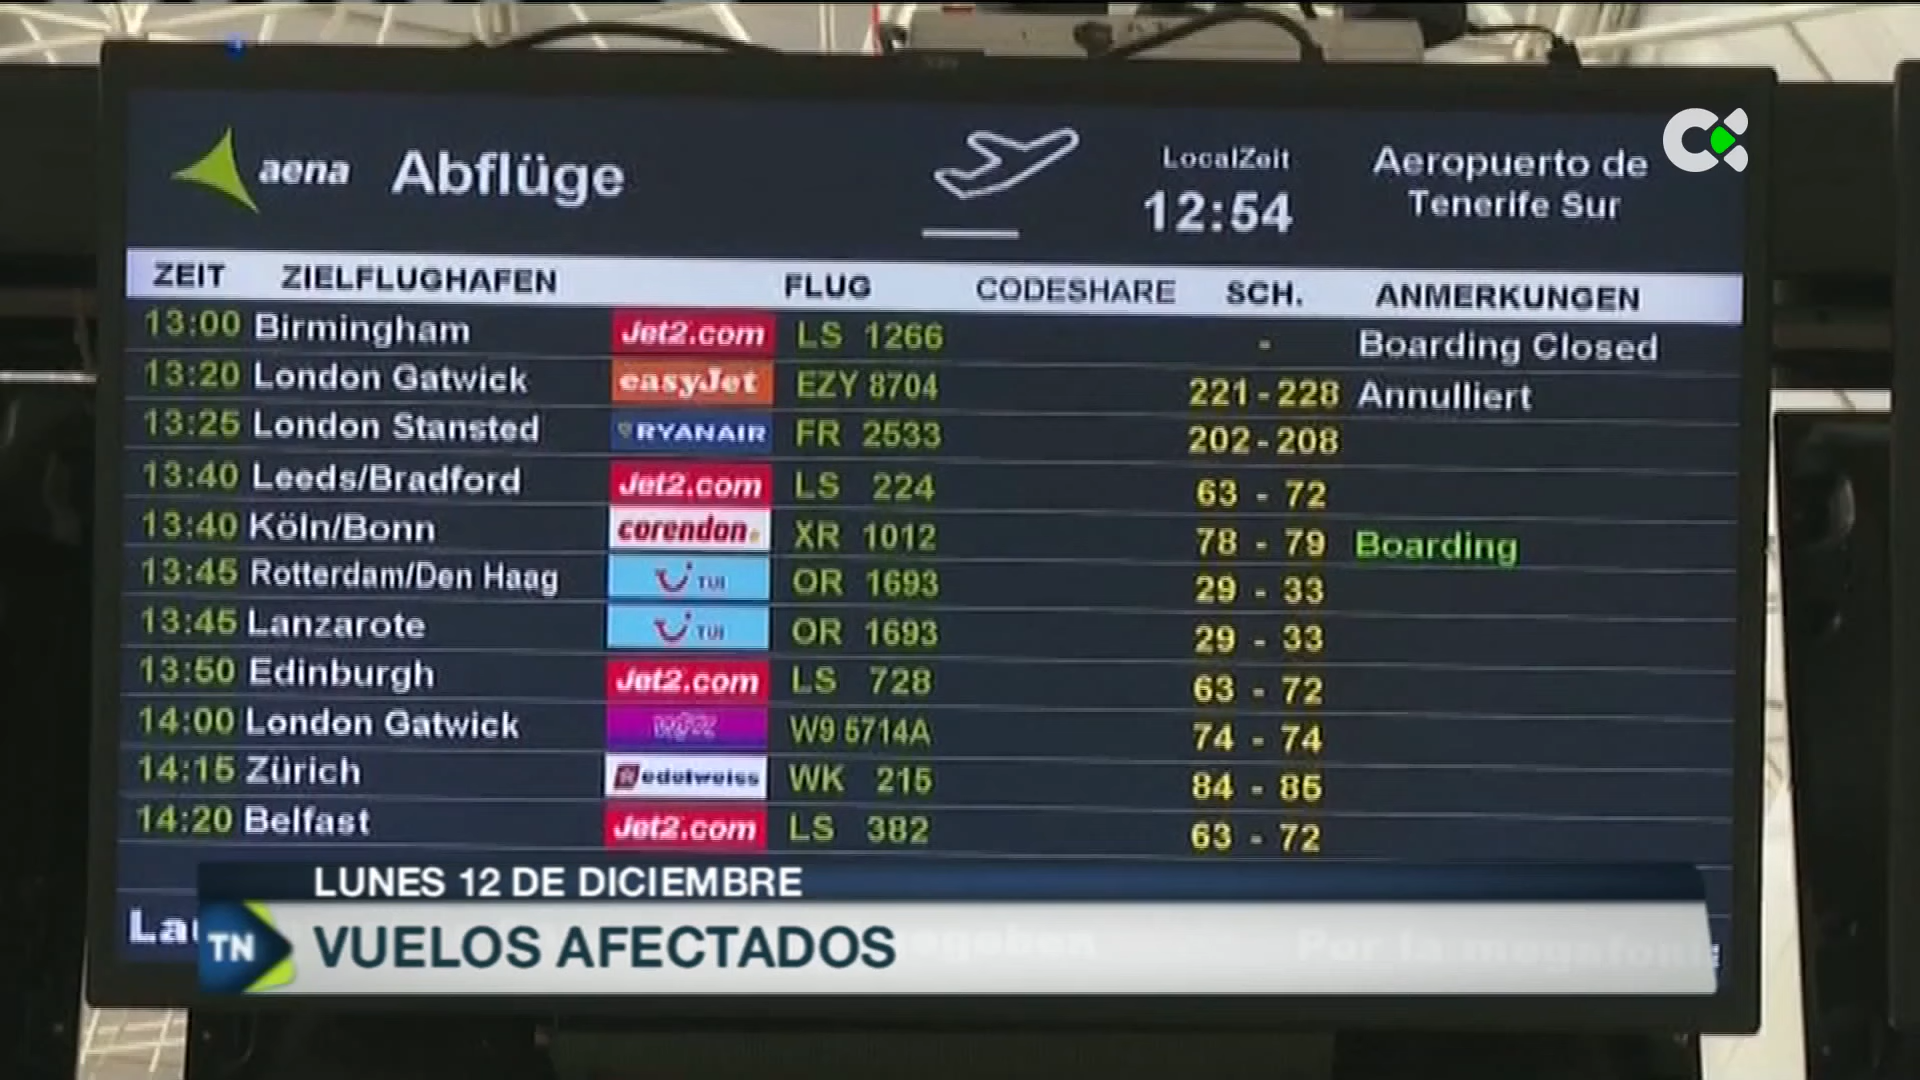 aena Abflüge LocalZeit 12:54 Aeropuerto de Tenerife Sur
ZEIT ZIELFLUGHAFEN FLUG CODESHARE SCH. ANMERKUNGEN
13:00 Birmingham Jet2.com LS 1266 - Boarding Closed
13:20 London Gatwick easyJet EZY 8704 221 - 228 Annulliert
13:25 London Stansted RYANAIR FR 2533 202 - 208
13:40 Leeds/Bradford Jet2.com LS 224 63 - 72
13:40 Köln/Bonn corendon XR 1012 78 - 79 Boarding
13:45 Rotterdam/Den Haag TUI OR 1693 29 - 33
13:45 Lanzarote TUI OR 1693 29 - 33
13:50 Edinburgh Jet2.com LS 728 63 - 72
14:00 London Gatwick W9 5714A 74 - 74
14:15 Zürich edelweiss WK 215 84 - 85
14:20 Belfast Jet2.com LS 382 63 - 72
LUNES 12 DE DICIEMBRE
TN VUELOS AFECTADOS
Por la megafoní